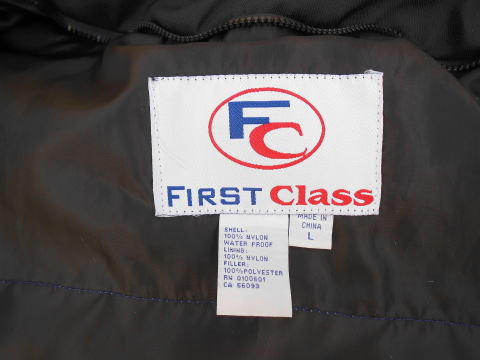 FC
FIRST Class
MADE IN
CHINA
L
SHELL:
100% NYLON
WATER PROOF
LINING:
100% NYLON
FILLER:
100%POLYESTER
RN 0100601
CA 56093